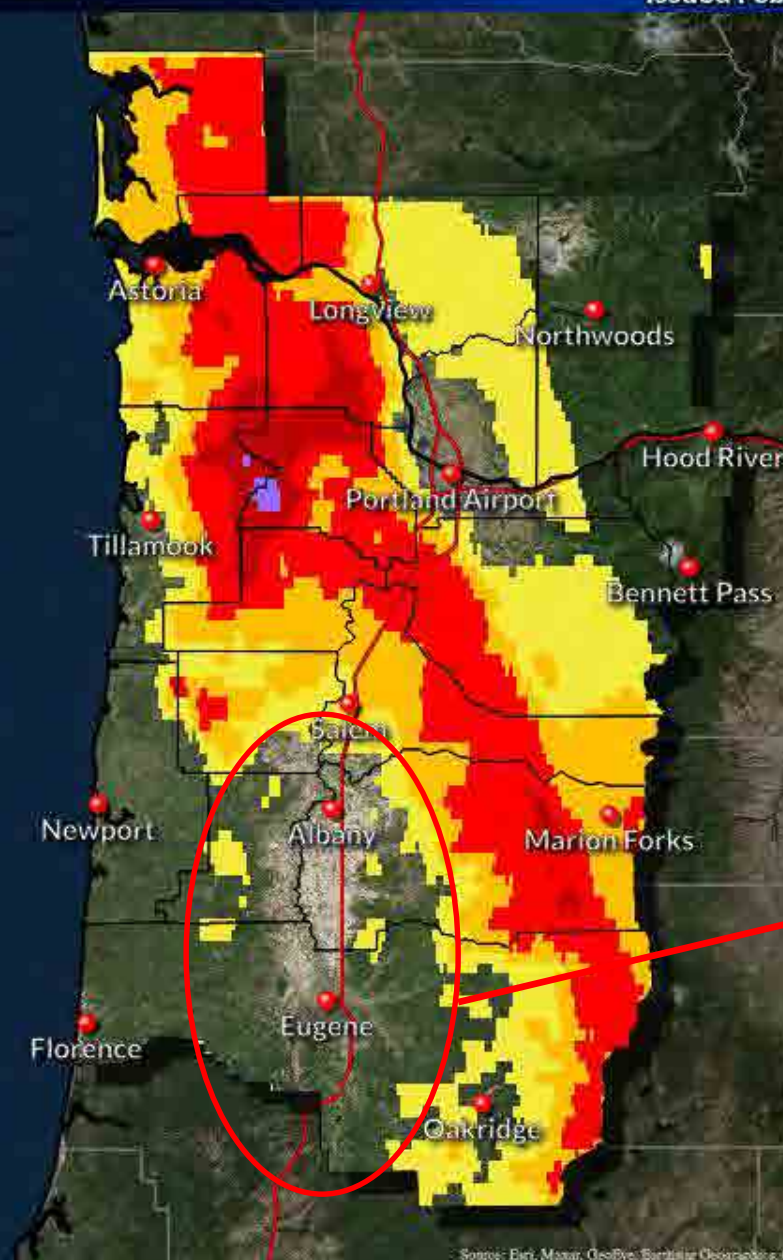 Astoria
Longview
Northwoods
Hood River
Portland Airport
Tillamook
Bennett Pass
Salem
Newport
Albany
Marion Forks
Eugene
Florence
Oakridge